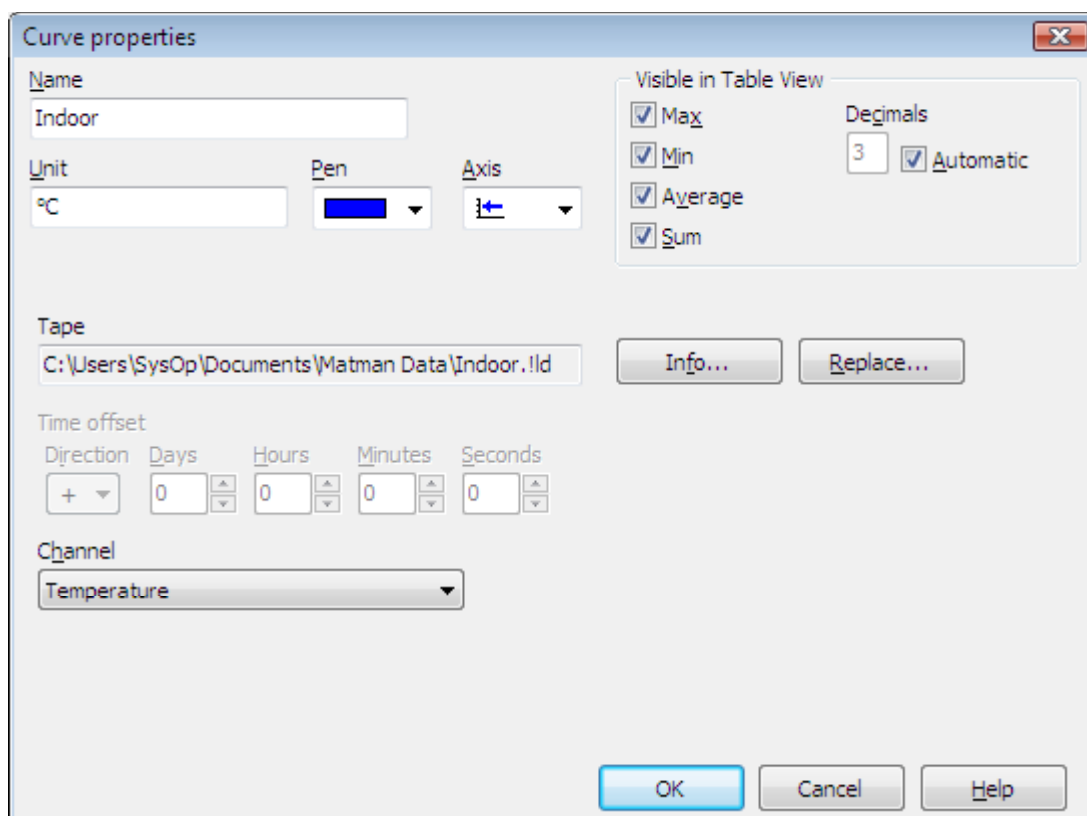 Curve properties
Name
Indoor
Unit Pen Axis
°C
Visible in Table View
Max
Min
Average
Sum
Decimals
3 Automatic
Tape
C:\Users\SysOp\Documents\Matman Data\Indoor.!ld
Info... Replace...
Time offset
Direction Days Hours Minutes Seconds
+ 0 0 0 0
Channel
Temperature
OK Cancel Help